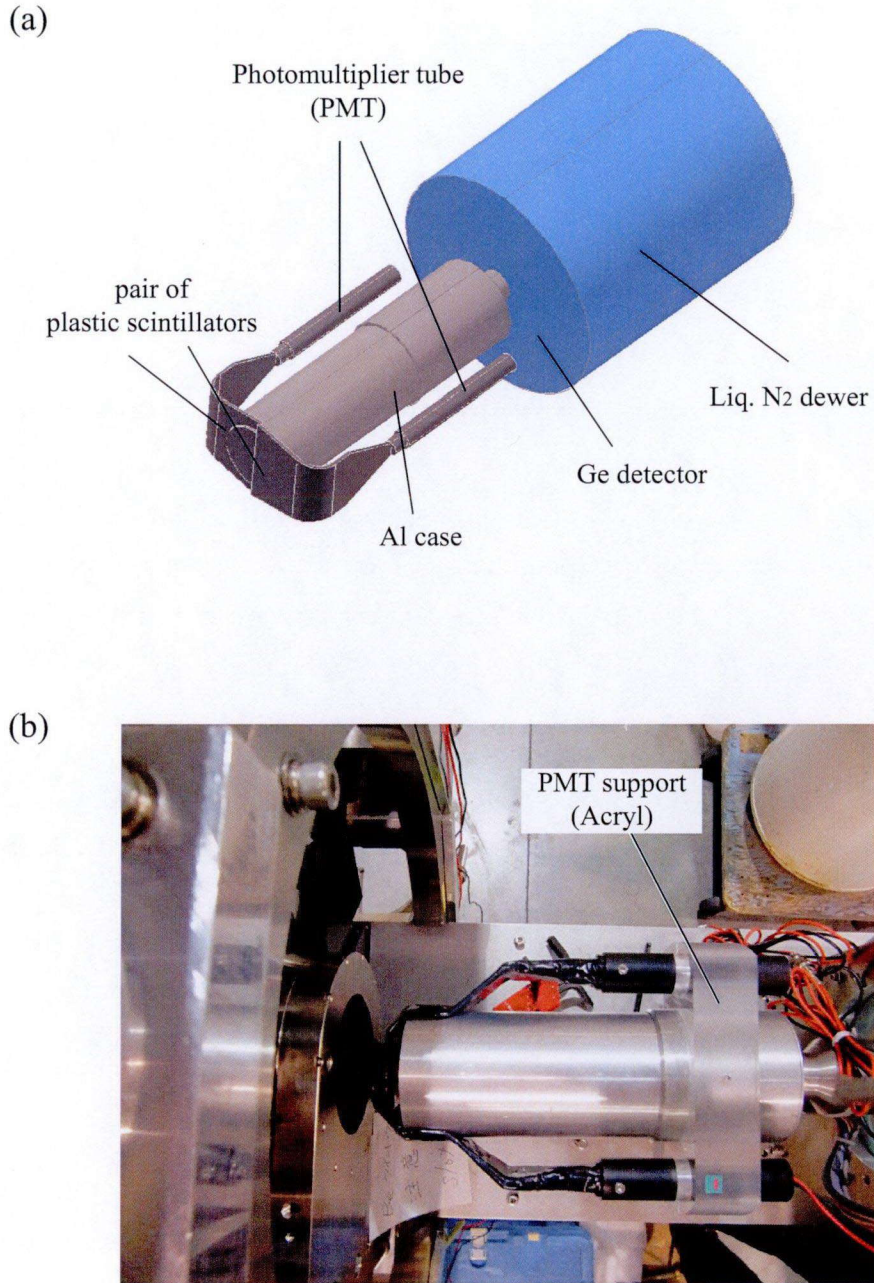 (a)
Photomultiplier tube
(PMT)
pair of
plastic scintillators
Liq. N2 dewer
Ge detector
Al case
(b)
PMT support
(Acryl)